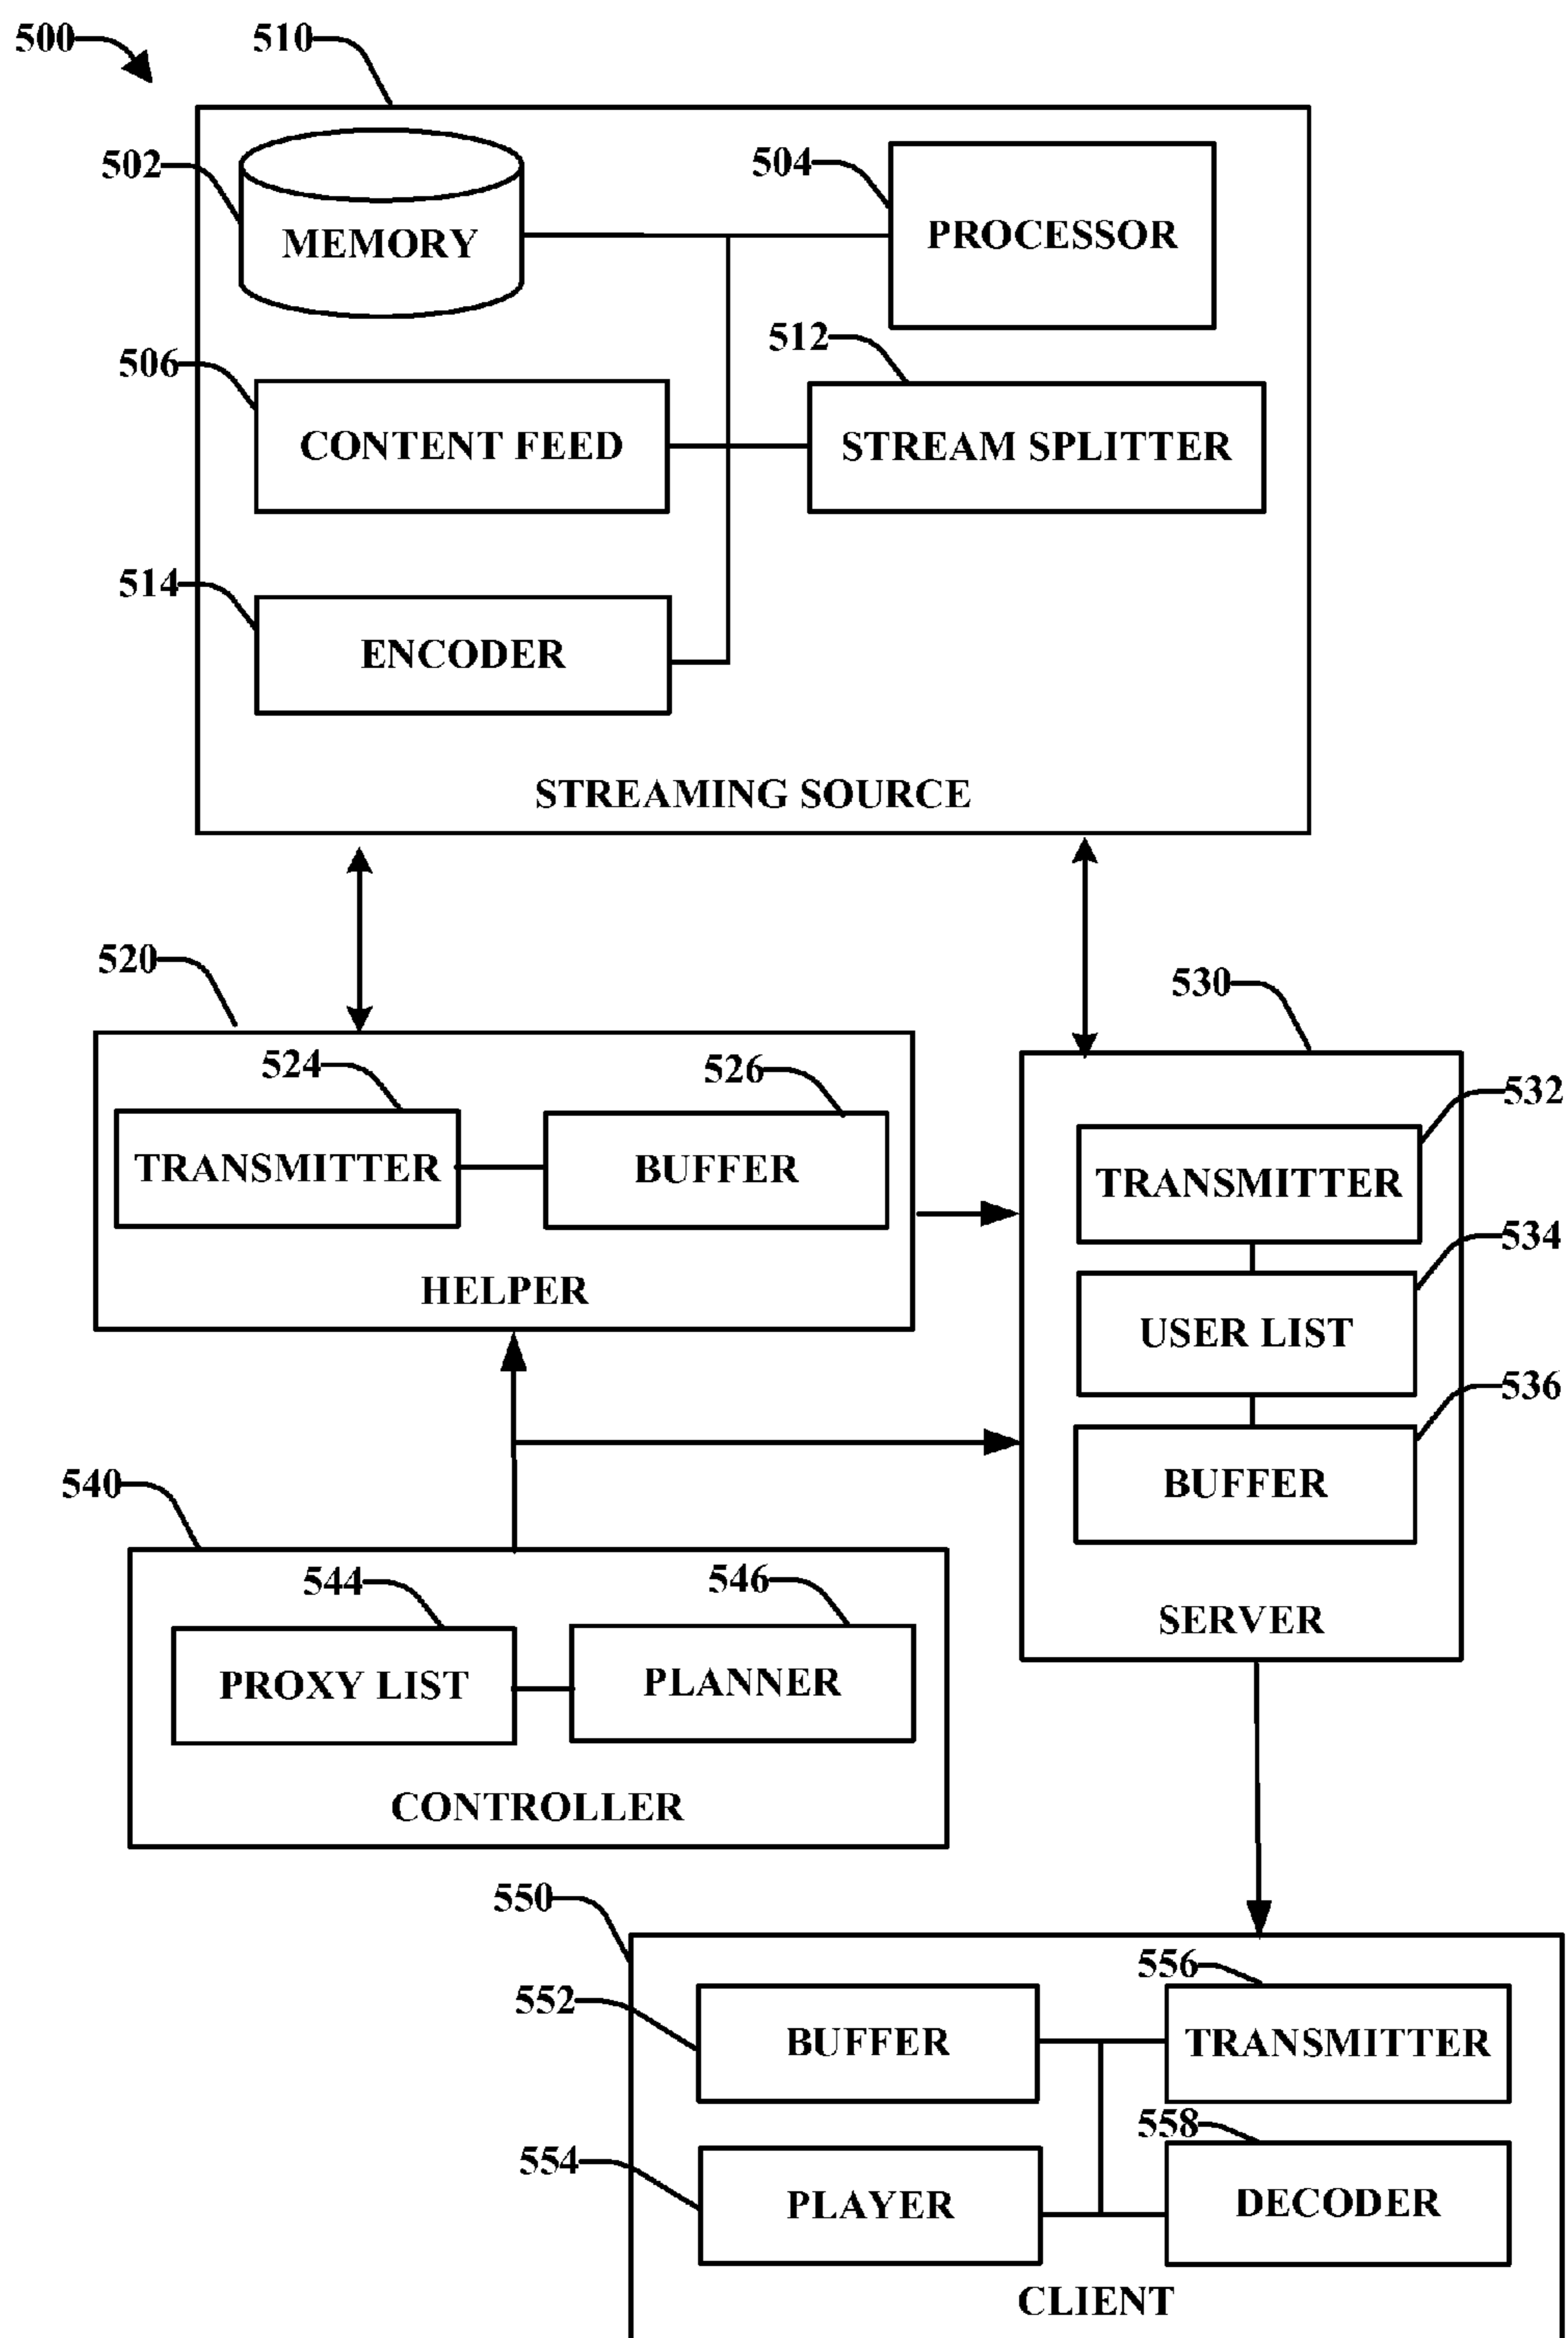 500
510
502
MEMORY
504
PROCESSOR
506
CONTENT FEED
512
STREAM SPLITTER
514
ENCODER
STREAMING SOURCE
520
524
TRANSMITTER
526
BUFFER
HELPER
530
532
TRANSMITTER
534
USER LIST
536
BUFFER
SERVER
540
544
PROXY LIST
546
PLANNER
CONTROLLER
550
552
BUFFER
556
TRANSMITTER
554
PLAYER
558
DECODER
CLIENT